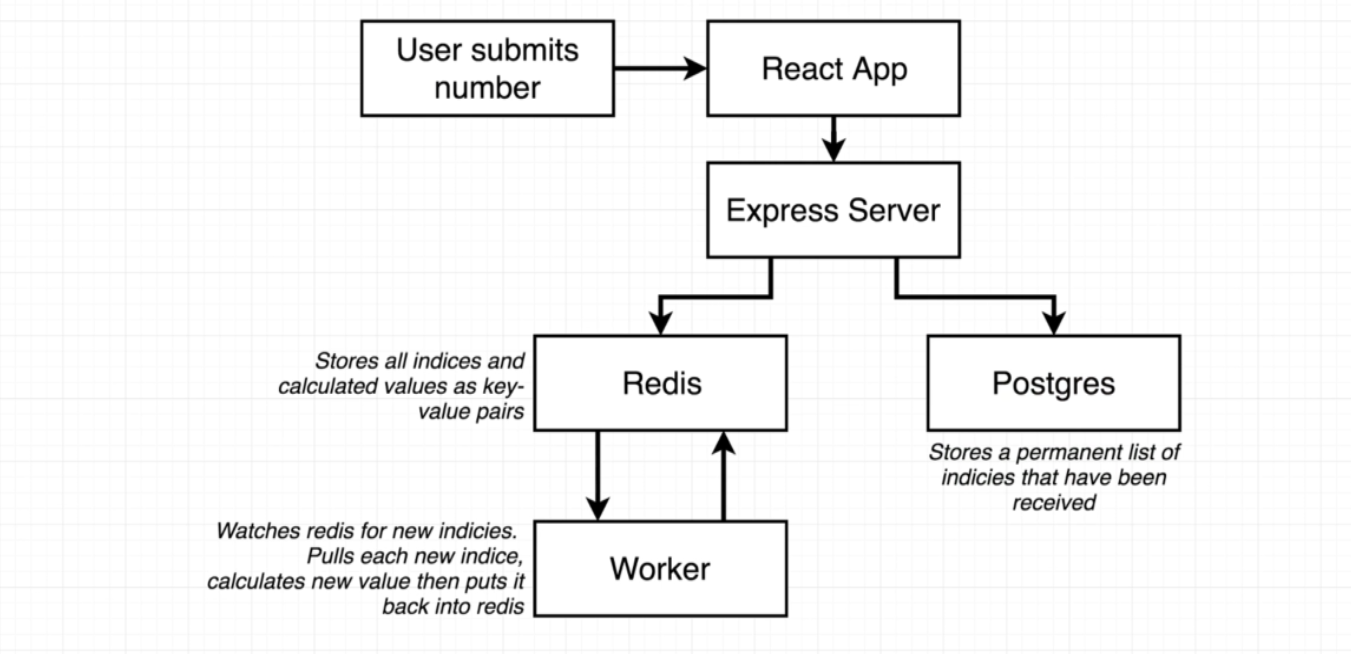 User submits
number
React App
Express Server
Stores all indices and
calculated values as key-
value pairs
Redis
Postgres
Stores a permanent list of
indicies that have been
received
Watches redis for new indicies.
Pulls each new indice,
calculates new value then puts it
back into redis
Worker